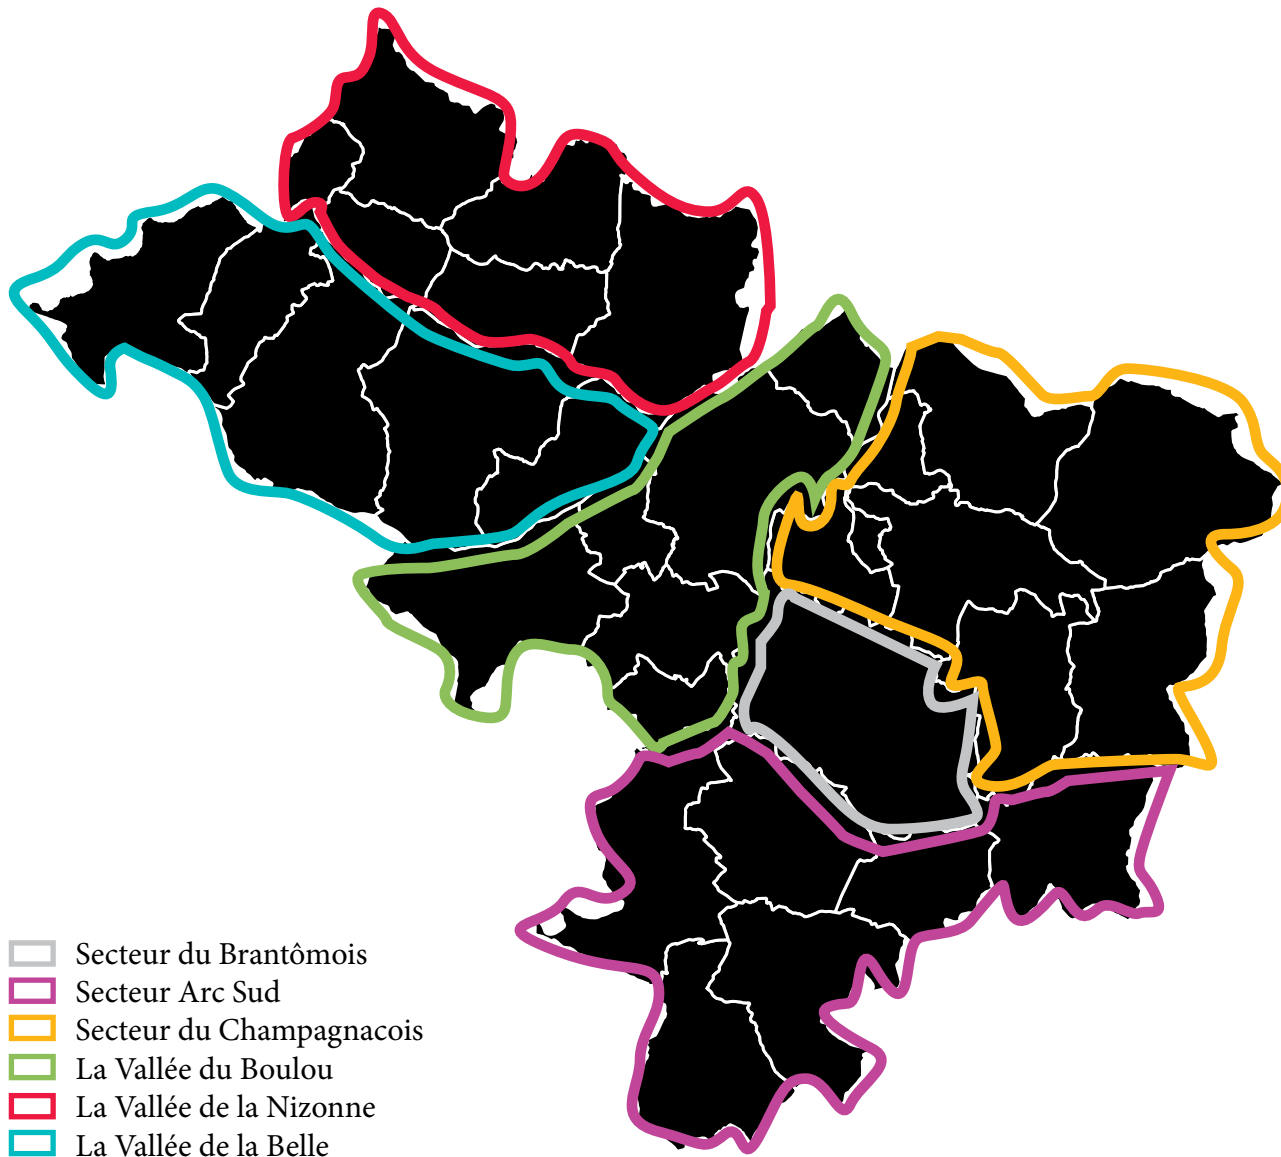 Secteur du Brantômois
Secteur Arc Sud
Secteur du Champagnacois
La Vallée du Boulou
La Vallée de la Nizonne
La Vallée de la Belle